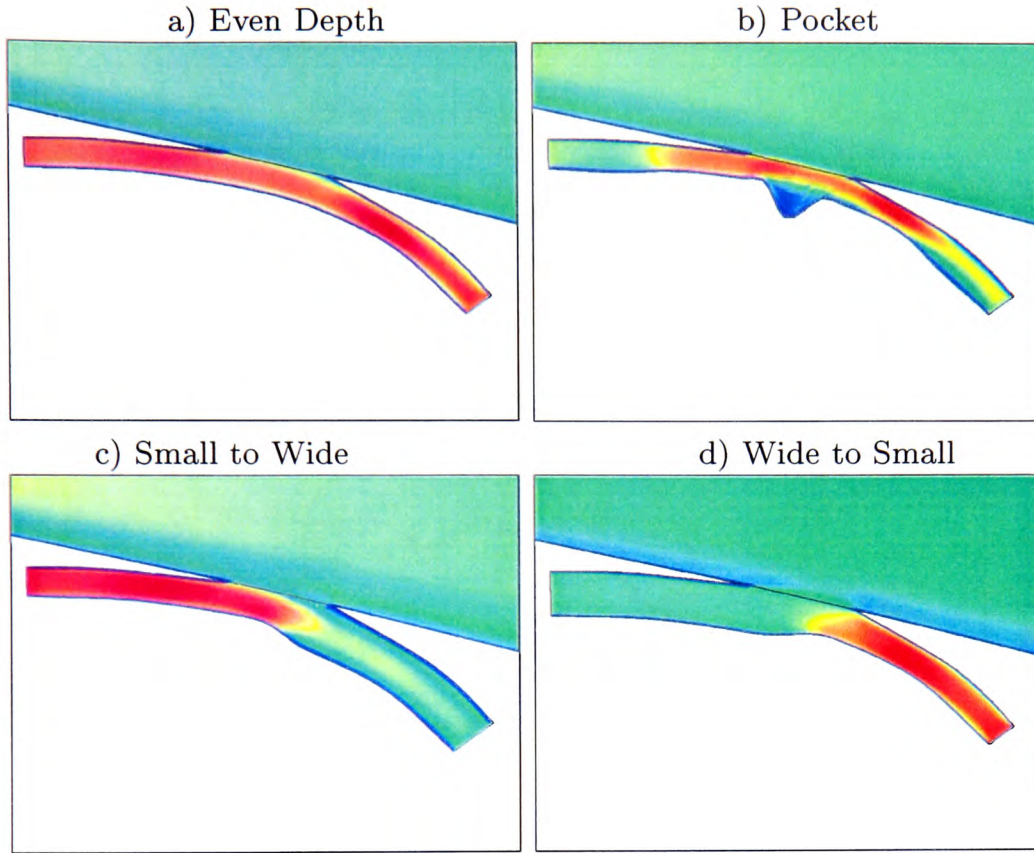 a) Even Depth
b) Pocket
c) Small to Wide
d) Wide to Small